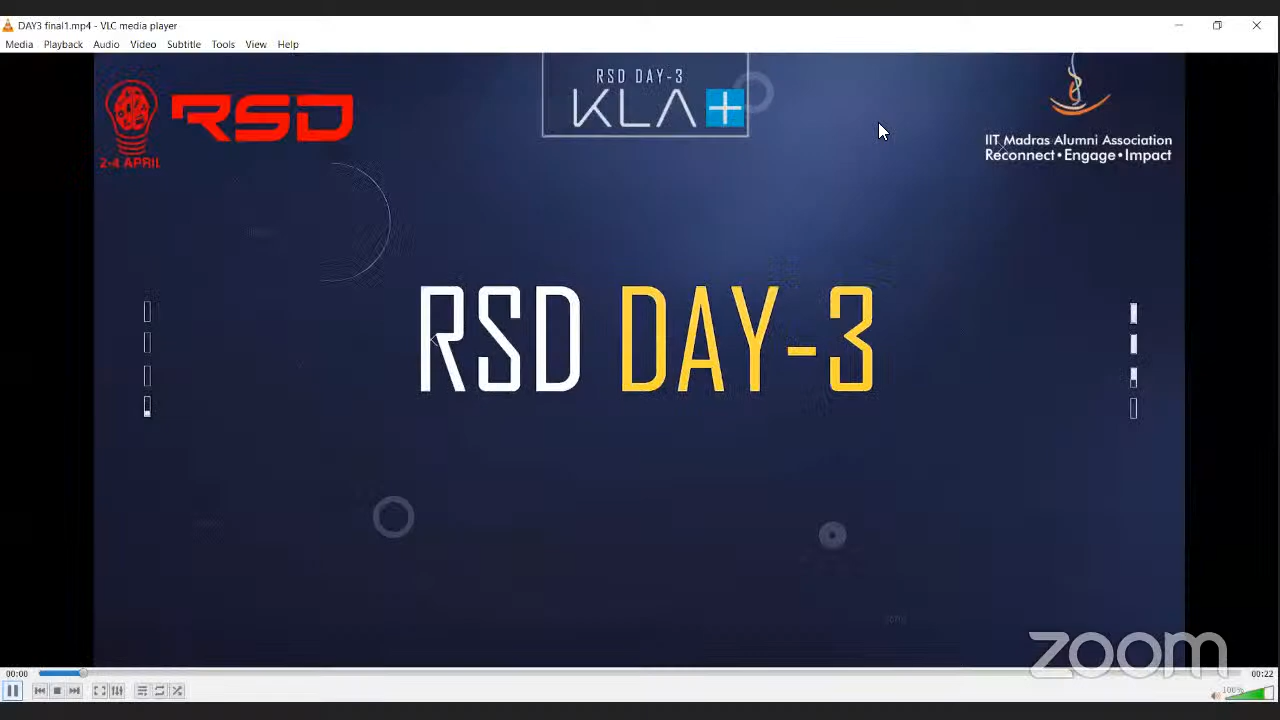 DAY3 final1.mp4 - VLC media player
Media Playback Audio Video Subtitle Tools View Help
RSD
2-4 APRIL
RSD DAY-3
KLA+
IIT Madras Alumni Association
Reconnect•Engage•Impact
RSD DAY-3
zoom
00:00
00:22
100%